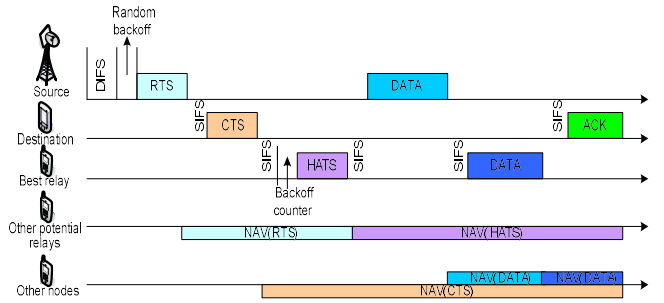 Random
backoff
DIFS
RTS
DATA
Source
SIFS
CTS
SIFS
ACK
Destination
SIFS
HATS
SIFS
SIFS
DATA
Best relay
Backoff
counter
Other potential
relays
NAV(RTS)
NAV(HATS)
NAV(DATA)
NAV(DATA)
Other nodes
NAV(CTS)